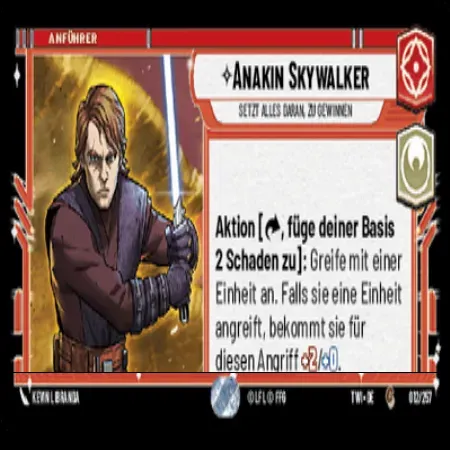 ANFÜHRER
ANAKIN SKYWALKER
SETZT ALLES DARAN, ZU GEWINNEN
Aktion [, füge deiner Basis
2 Schaden zu]: Greife mit einer
Einheit an. Falls sie eine Einheit
angreift, bekommt sie für
diesen Angriff +2/+0.
KEVIN LIBRANDA
© LFL © FFG
TWI • DE
012/257